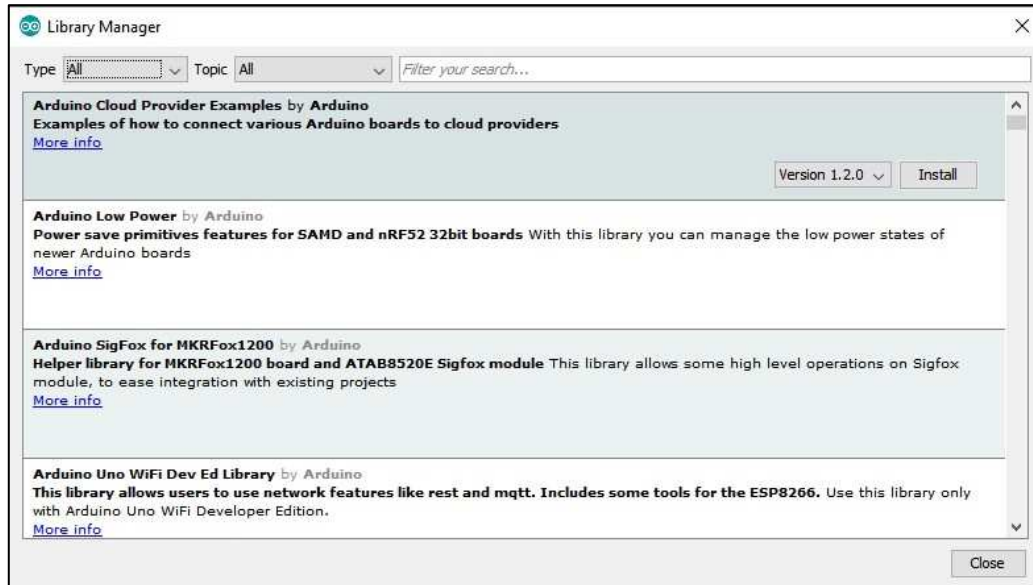 Library Manager
Type All Topic All Filter your search...
Arduino Cloud Provider Examples by Arduino
Examples of how to connect various Arduino boards to cloud providers
More info
Version 1.2.0 Install
Arduino Low Power by Arduino
Power save primitives features for SAMD and nRF52 32bit boards With this library you can manage the low power states of
newer Arduino boards
More info
Arduino SigFox for MKRFox1200 by Arduino
Helper library for MKRFox1200 board and ATAB8520E Sigfox module This library allows some high level operations on Sigfox
module, to ease integration with existing projects
More info
Arduino Uno WiFi Dev Ed Library by Arduino
This library allows users to use network features like rest and mqtt. Includes some tools for the ESP8266. Use this library only
with Arduino Uno WiFi Developer Edition.
More info
Close